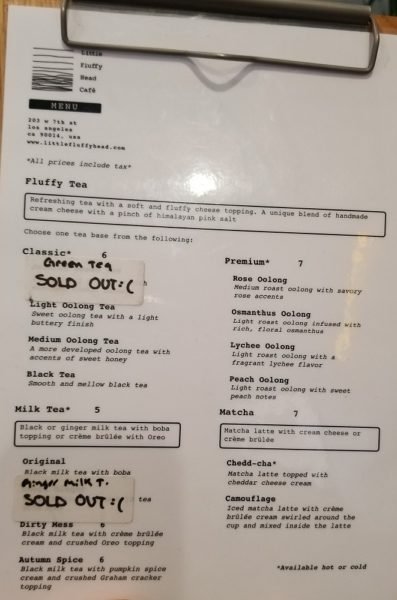 Little
Fluffy
Head
Café
MENU
203 w 7th st
los angeles
ca 90014, usa
www.littlefluffyhead.com
*All prices include tax*
Fluffy Tea
Refreshing tea with a soft and fluffy cheese topping. A unique blend of handmade
cream cheese with a pinch of himalayan pink salt
Choose one tea base from the following:
Classic* 6
Green Tea
SOLD OUT:(
Light Oolong Tea
Sweet oolong tea with a light
buttery finish
Medium Oolong Tea
A more developed oolong tea with
accents of sweet honey
Black Tea
Smooth and mellow black tea
Premium* 7
Rose Oolong
Medium roast oolong with savory
rose accents
Osmanthus Oolong
Light roast oolong infused with
rich, floral osmanthus
Lychee Oolong
Light roast oolong with a
fragrant lychee flavor
Peach Oolong
Light roast oolong with sweet
peach notes
Milk Tea* 5
Black or ginger milk tea with boba
topping or crème brûlée with Oreo
Original
Black milk tea with boba
Ginger Milk T.
SOLD OUT:(
tea
Dirty Mess 6
Black milk tea with crème brûlée
cream and crushed Oreo topping
Autumn Spice 6
Black milk tea with pumpkin spice
cream and crushed Graham cracker
topping
Matcha 7
Matcha latte with cream cheese or
crème brûlée
Chedd-cha*
Matcha latte topped with
cheddar cheese cream
Camouflage
Iced matcha latte with crème
brûlée cream swirled around the
cup and mixed inside the latte
*Available hot or cold